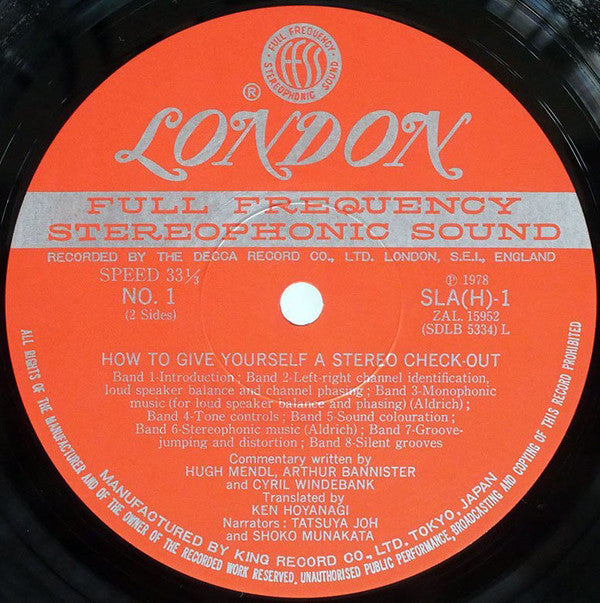 FULL FREQUENCY
ffss
STEREOPHONIC SOUND
®
LONDON
FULL FREQUENCY
STEREOPHONIC SOUND
RECORDED BY THE DECCA RECORD CO., LTD. LONDON, S.E.I., ENGLAND
SPEED 33⅓
℗ 1978
NO. 1
SLA(H)-1
(2 Sides)
ZAL. 15952
(SDLB 5334) L
HOW TO GIVE YOURSELF A STEREO CHECK-OUT
Band 1-Introduction ; Band 2-Left-right channel identification,
loud speaker balance and channel phasing ; Band 3-Monophonic
music (for loud speaker balance and phasing) (Aldrich) ;
Band 4-Tone controls ; Band 5-Sound colouration ;
Band 6-Stereophonic music (Aldrich) ; Band 7-Groove-
jumping and distortion ; Band 8-Silent grooves
Commentary written by
HUGH MENDL, ARTHUR BANNISTER
and CYRIL WINDEBANK
Translated by
KEN HOYANAGI
Narrators : TATSUYA JOH
and SHOKO MUNAKATA
MANUFACTURED BY KING RECORD CO., LTD. TOKYO, JAPAN
ALL RIGHTS OF THE MANUFACTURER AND OF THE OWNER OF THE RECORDED WORK RESERVED. UNAUTHORISED PUBLIC PERFORMANCE, BROADCASTING AND COPYING OF THIS RECORD PROHIBITED